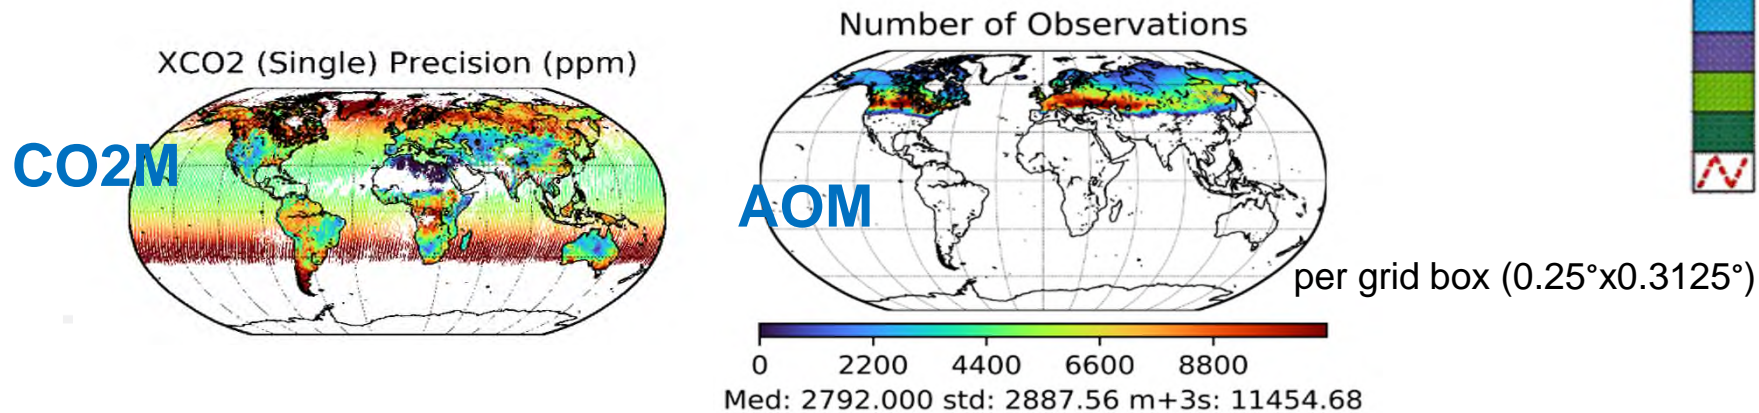 XCO2 (Single) Precision (ppm)
CO2M
Number of Observations
AOM
per grid box (0.25°x0.3125°)
0 2200 4400 6600 8800
Med: 2792.000 std: 2887.56 m+3s: 11454.68